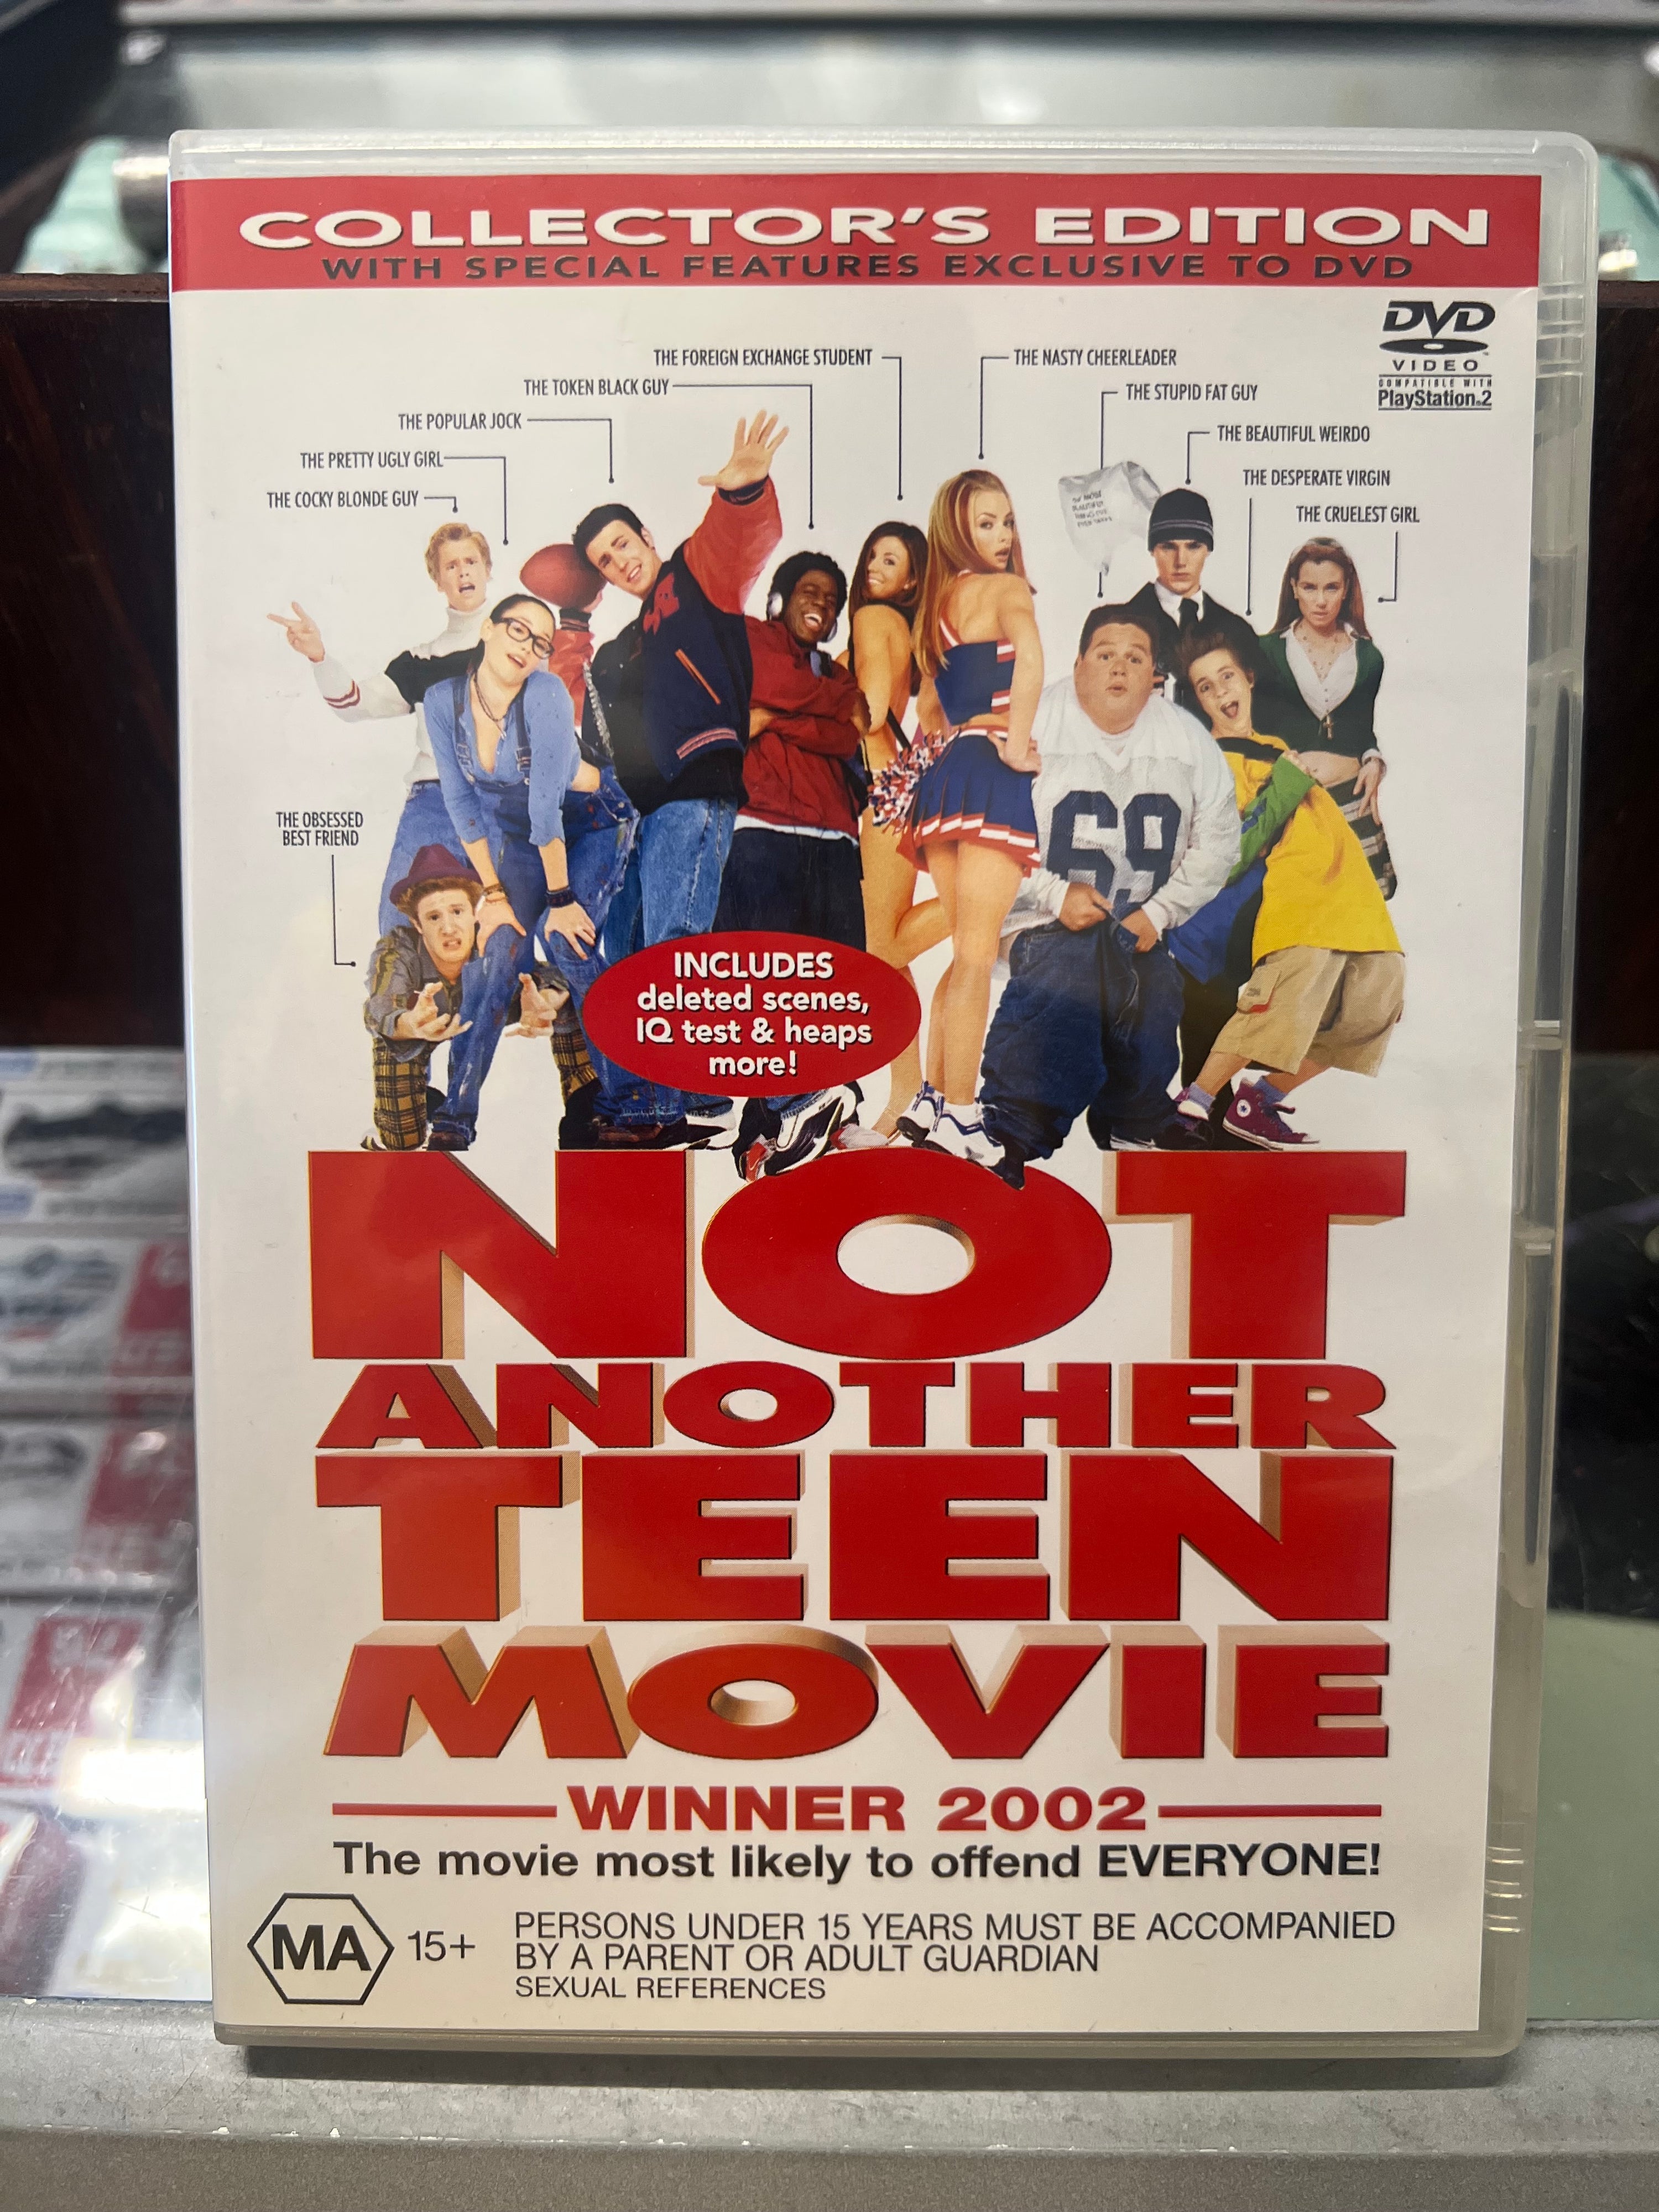 COLLECTOR'S EDITION
WITH SPECIAL FEATURES EXCLUSIVE TO DVD
DVD
VIDEO
COMPATIBLE WITH
PlayStation.2
THE FOREIGN EXCHANGE STUDENT
THE NASTY CHEERLEADER
THE TOKEN BLACK GUY
THE STUPID FAT GUY
THE POPULAR JOCK
THE BEAUTIFUL WEIRDO
THE PRETTY UGLY GIRL
THE DESPERATE VIRGIN
THE COCKY BLONDE GUY
THE CRUELEST GIRL
69
THE OBSESSED
BEST FRIEND
INCLUDES
deleted scenes,
IQ test & heaps
more!
NOT
ANOTHER
TEEN
MOVIE
WINNER 2002
The movie most likely to offend EVERYONE!
MA 15+
PERSONS UNDER 15 YEARS MUST BE ACCOMPANIED
BY A PARENT OR ADULT GUARDIAN
SEXUAL REFERENCES